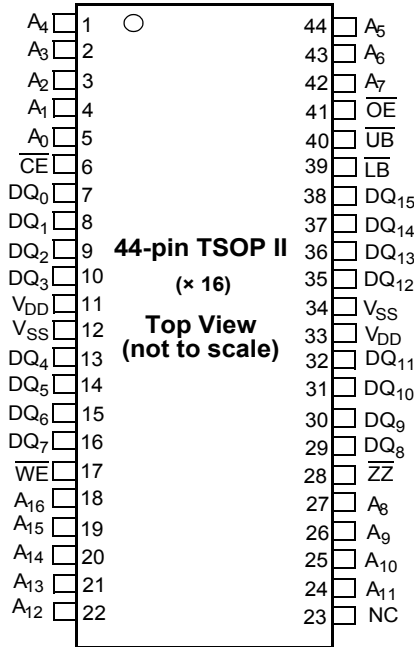 A4 1 44 A5
A3 2 43 A6
A2 3 42 A7
A1 4 41 OE
A0 5 40 UB
CE 6 39 LB
DQ0 7 38 DQ15
DQ1 8 37 DQ14
DQ2 9 36 DQ13
DQ3 10 35 DQ12
VDD 11 34 VSS
VSS 12 33 VDD
DQ4 13 32 DQ11
DQ5 14 31 DQ10
DQ6 15 30 DQ9
DQ7 16 29 DQ8
WE 17 28 ZZ
A16 18 27 A8
A15 19 26 A9
A14 20 25 A10
A13 21 24 A11
A12 22 23 NC
44-pin TSOP II
(× 16)
Top View
(not to scale)